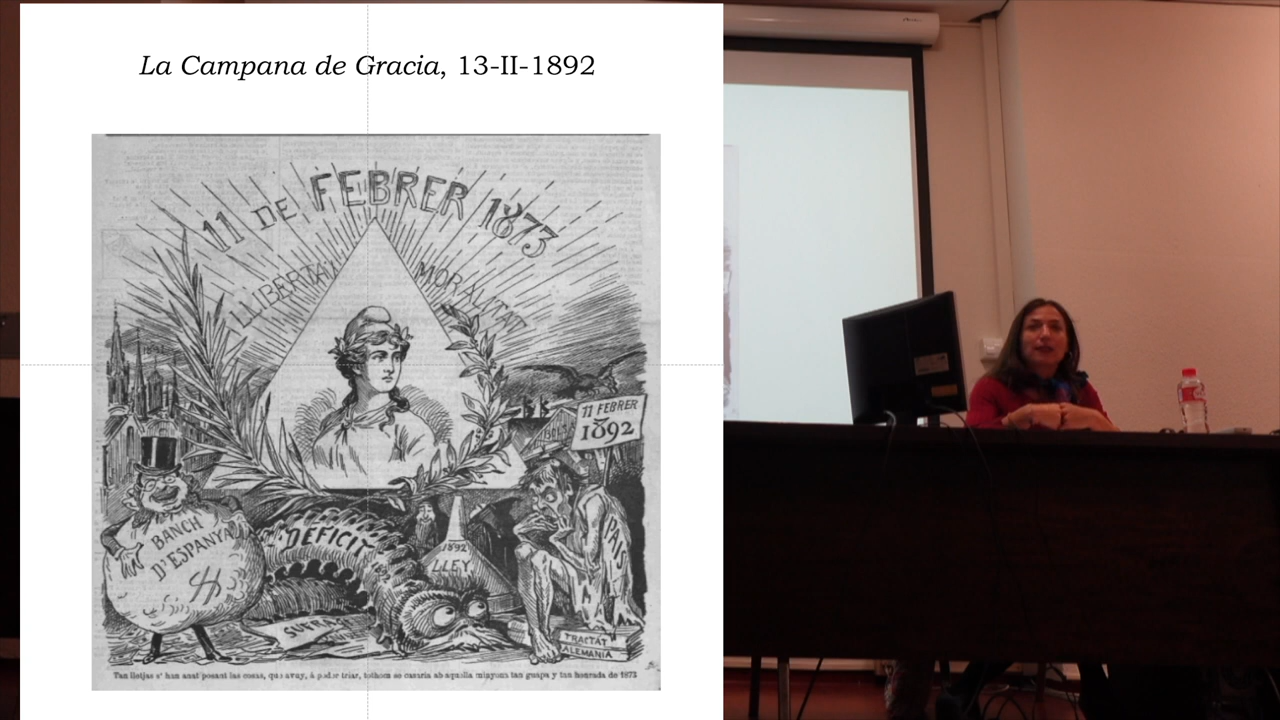 La Campana de Gracia, 13-II-1892
11 DE FEBRER 1873
LLIBERTAT
MORALITAT
11 FEBRER
1892
BOLSA
BANCH
D'ESPANYA
DEFICIT
1892
LLEY
PAIS
TRACTAT
ALEMANIA
Tan lletjas s' han anat posant las cosas, que avuy, á poder triar, tothom se casaria ab aquella minyona tan guapa y tan honrada de 1873